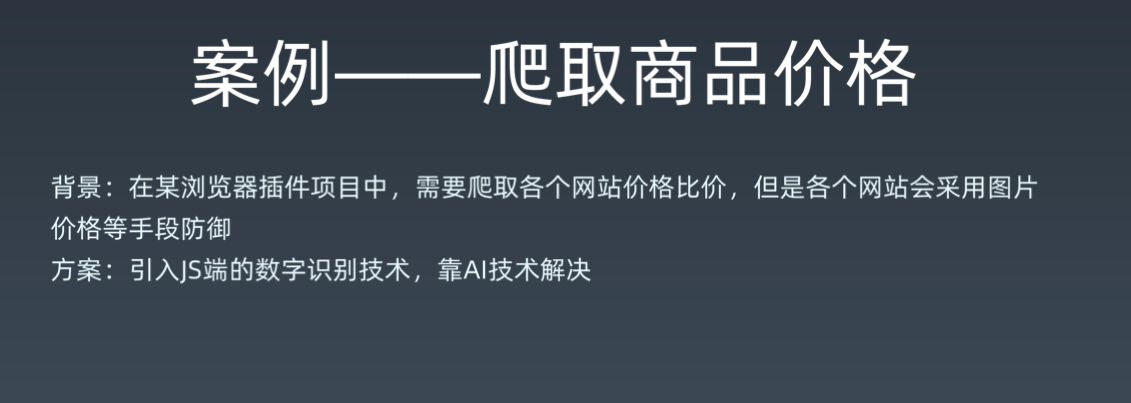 案例——爬取商品价格
背景：在某浏览器插件项目中，需要爬取各个网站价格比价，但是各个网站会采用图片
价格等手段防御
方案：引入JS端的数字识别技术，靠AI技术解决